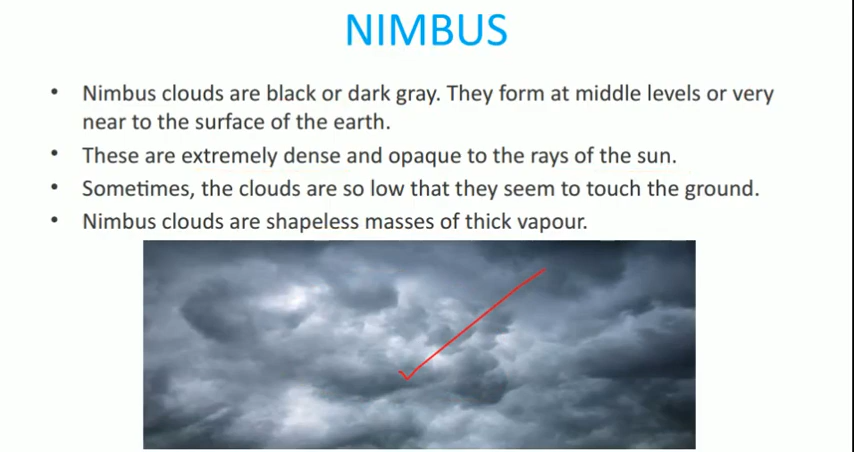 NIMBUS
• Nimbus clouds are black or dark gray. They form at middle levels or very
near to the surface of the earth.
• These are extremely dense and opaque to the rays of the sun.
• Sometimes, the clouds are so low that they seem to touch the ground.
• Nimbus clouds are shapeless masses of thick vapour.